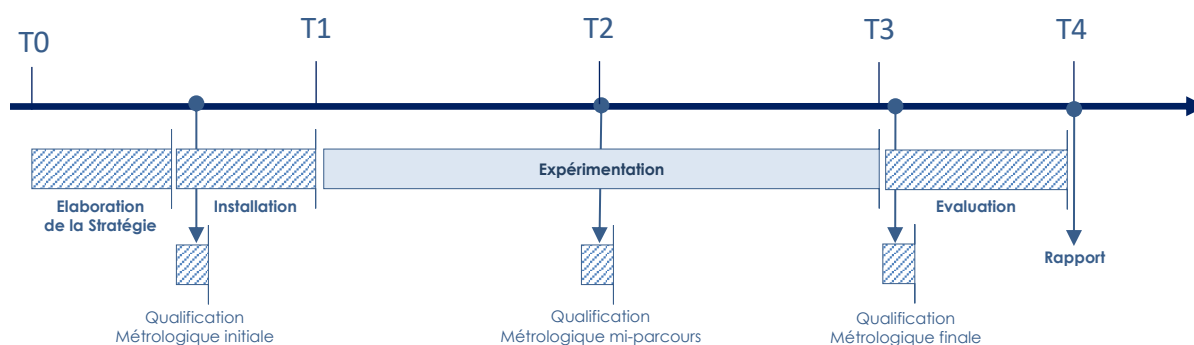 T0
T1
T2
T3
T4
Expérimentation
Elaboration
de la Stratégie
Installation
Evaluation
Rapport
Qualification
Métrologique initiale
Qualification
Métrologique mi-parcours
Qualification
Métrologique finale